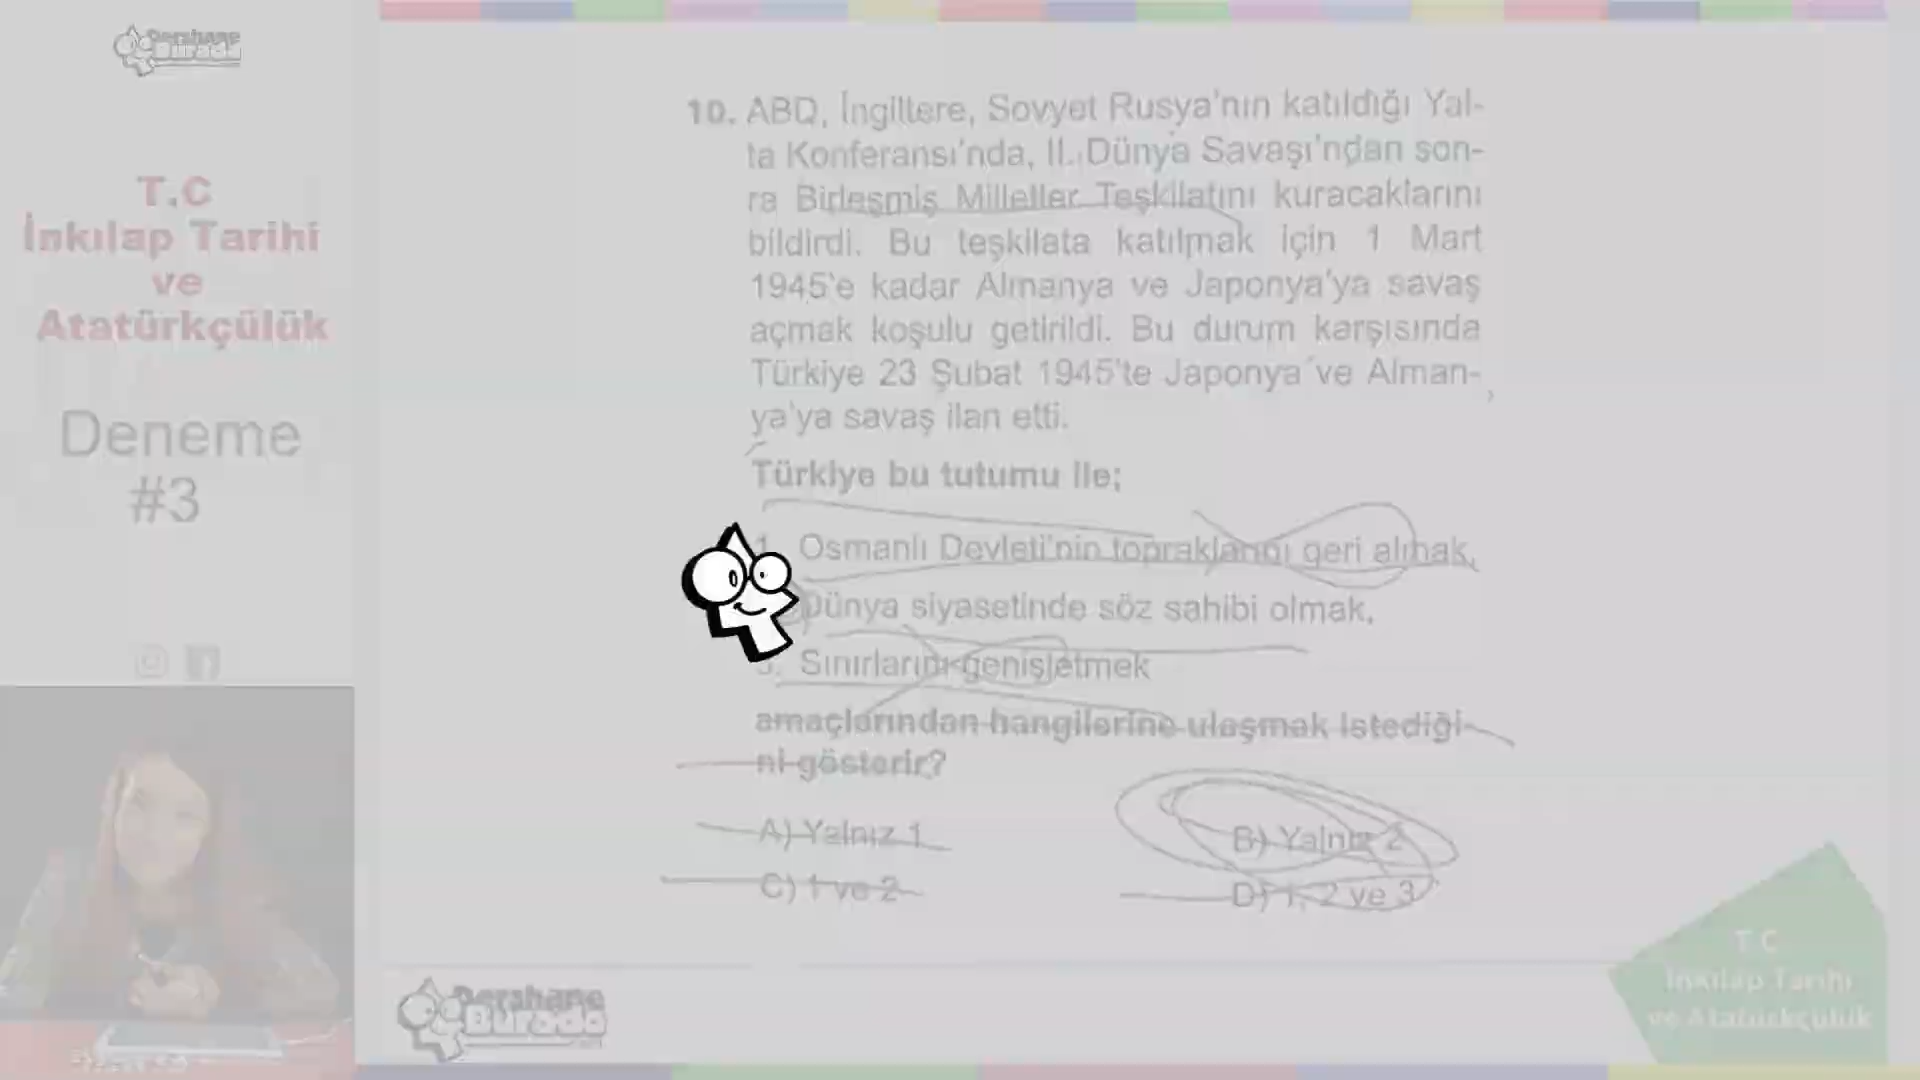 Dershane
Burada
T.C
İnkılap Tarihi
ve
Atatürkçülük
Deneme
#3
10. ABD, İngiltere, Sovyet Rusya'nın katıldığı Yal-
ta Konferansı'nda, II. Dünya Savaşı'ndan son-
ra Birleşmiş Milletler Teşkilatını kuracaklarını
bildirdi. Bu teşkilata katılmak için 1 Mart
1945'e kadar Almanya ve Japonya'ya savaş
açmak koşulu getirildi. Bu durum karşısında
Türkiye 23 Şubat 1945'te Japonya ve Alman-
ya'ya savaş ilan etti.
Türkiye bu tutumu ile;
1. Osmanlı Devleti'nin topraklarını geri almak,
Dünya siyasetinde söz sahibi olmak,
3. Sınırlarını genişletmek
amaçlarından hangilerine ulaşmak istediği-
ni gösterir?
A) Yalnız 1
B) Yalnız 2
C) 1 ve 2
D) 1, 2 ve 3
Dershane
Burada
T.C
İnkılap Tarihi
ve Atatürkçülük